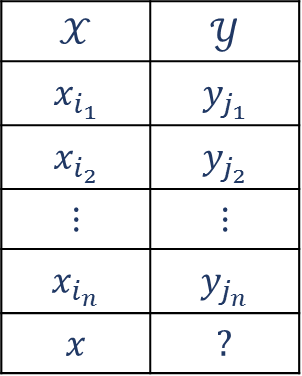 𝒳 𝒴
x_{i_1} y_{j_1}
x_{i_2} y_{j_2}
⋮ ⋮
x_{i_n} y_{j_n}
x ?